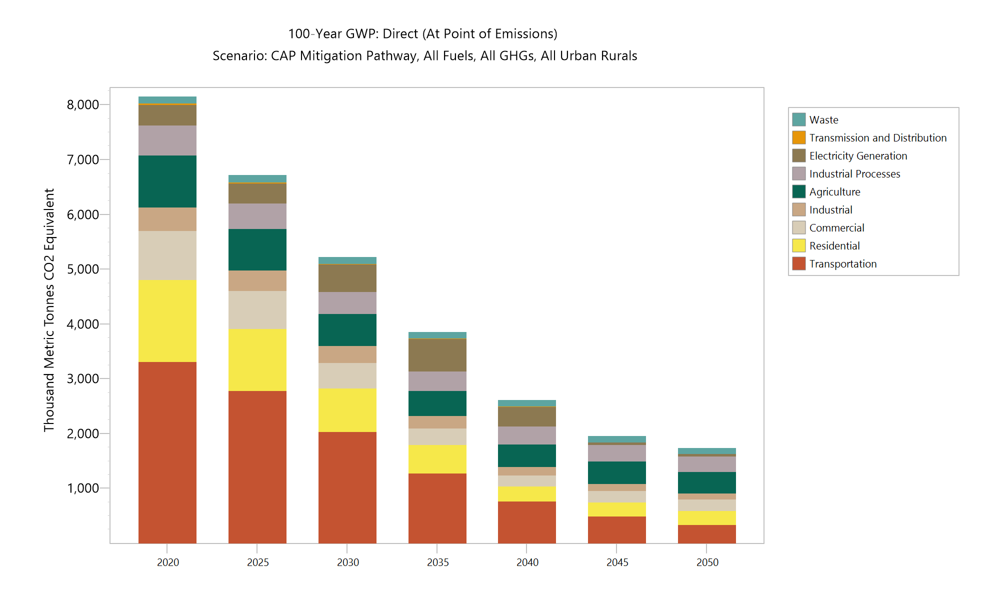 100-Year GWP: Direct (At Point of Emissions)
Scenario: CAP Mitigation Pathway, All Fuels, All GHGs, All Urban Rurals
Thousand Metric Tonnes CO2 Equivalent
8,000
7,000
6,000
5,000
4,000
3,000
2,000
1,000
2020
2025
2030
2035
2040
2045
2050
Waste
Transmission and Distribution
Electricity Generation
Industrial Processes
Agriculture
Industrial
Commercial
Residential
Transportation